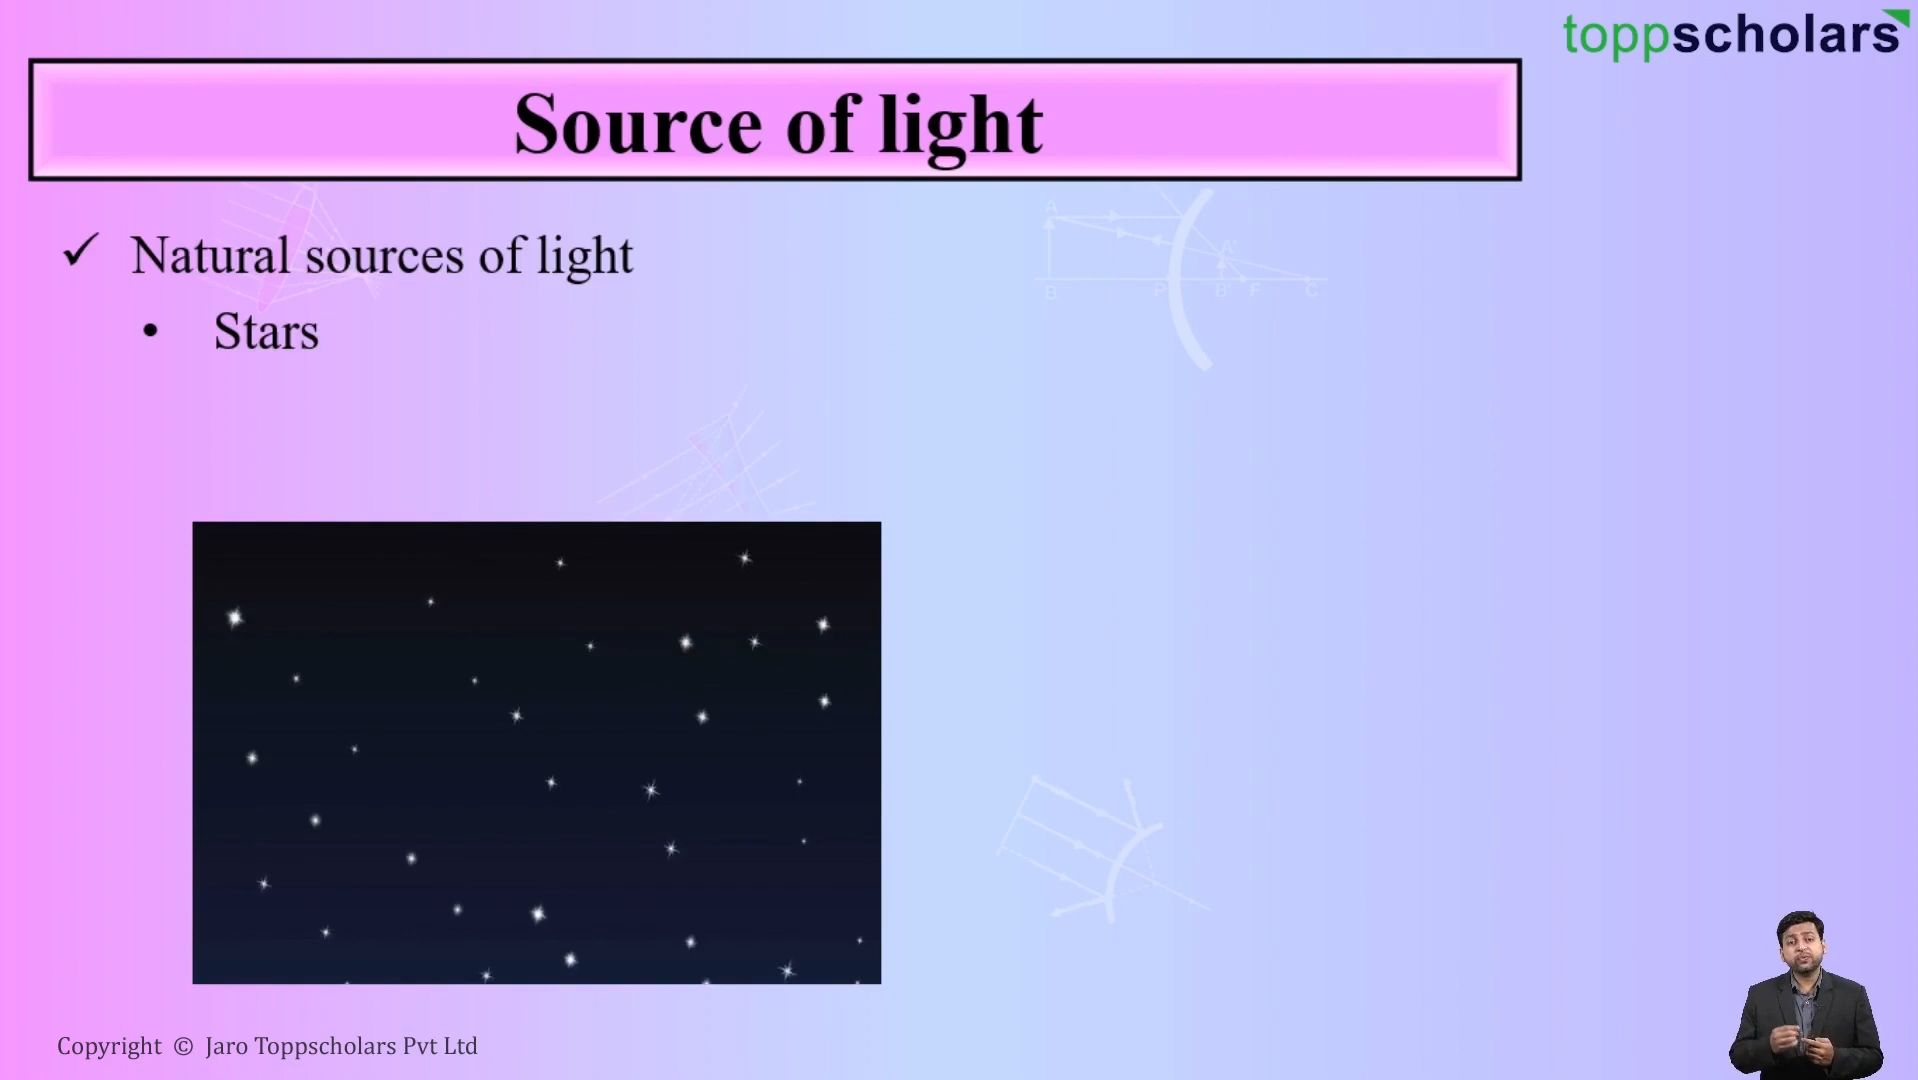 toppscholars
Source of light
✓ Natural sources of light
• Stars
A
A'
B P B' F C
Copyright © Jaro Toppscholars Pvt Ltd